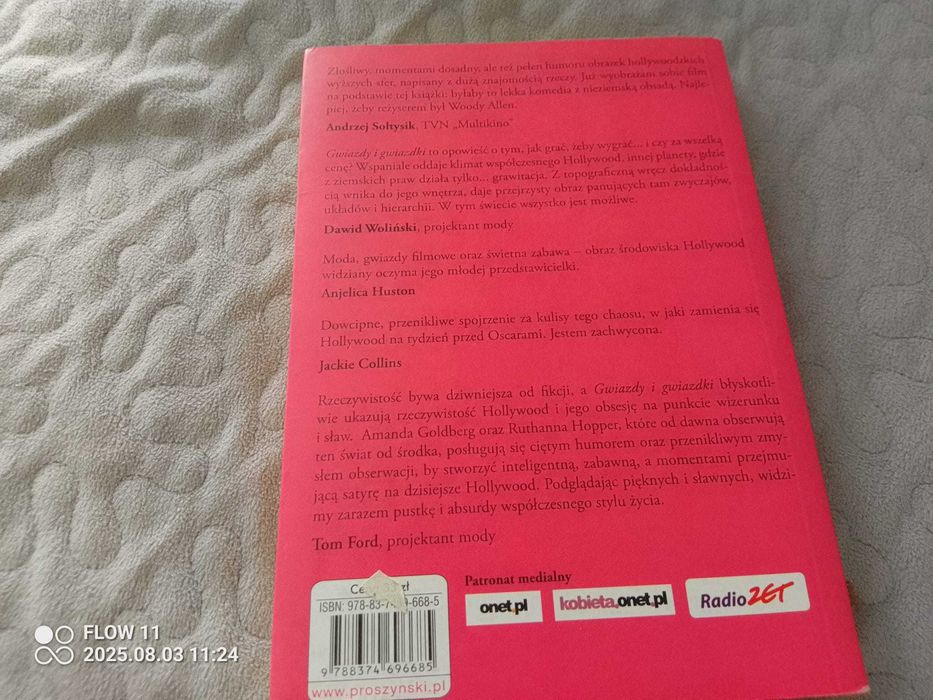 Złośliwy, momentami dosadny, ale też pełen humoru obrazek hollywoodzkich
wyższych sfer, napisany z dużą znajomością rzeczy. Już wyobrażam sobie film
na podstawie tej książki: byłaby to lekka komedia z nieziemską obsadą. Najle-
piej, żeby reżyserem był Woody Allen.
Andrzej Sołtysik, TVN „Multikino”
Gwiazdy i gwiazdki to opowieść o tym, jak grać, żeby wygrać... i czy za wszelką
cenę? Wspaniale oddaje klimat współczesnego Hollywood, innej planety, gdzie
z ziemskich praw działa tylko... grawitacja. Z topograficzną wręcz dokładnoś-
cią wnika do jego wnętrza, daje przejrzysty obraz panujących tam zwyczajów,
układów i hierarchii. W tym świecie wszystko jest możliwe.
Dawid Woliński, projektant mody
Moda, gwiazdy filmowe oraz świetna zabawa – obraz środowiska Hollywood
widziany oczyma jego młodej przedstawicielki.
Anjelica Huston
Dowcipne, przenikliwe spojrzenie za kulisy tego chaosu, w jaki zamienia się
Hollywood na tydzień przed Oscarami. Jestem zachwycona.
Jackie Collins
Rzeczywistość bywa dziwniejsza od fikcji, a Gwiazdy i gwiazdki błyskotli-
wie ukazują rzeczywistość Hollywood i jego obsesję na punkcie wizerunku
i sław. Amanda Goldberg oraz Ruthanna Hopper, które od dawna obserwują
ten świat od środka, posługują się ciętym humorem oraz przenikliwym zmy-
słem obserwacji, by stworzyć inteligentną, zabawną, a momentami przejmu-
jącą satyrę na dzisiejsze Hollywood. Podglądając pięknych i sławnych, widzi-
my zarazem pustkę i absurdy współczesnego stylu życia.
Tom Ford, projektant mody
Patronat medialny
onet.pl
kobieta.onet.pl
Radio ZET
zł
ISBN: 978-83-7 9-668-5
9 788374 696685
www.proszynski.pl
FLOW 11
2025.08.03 11:24